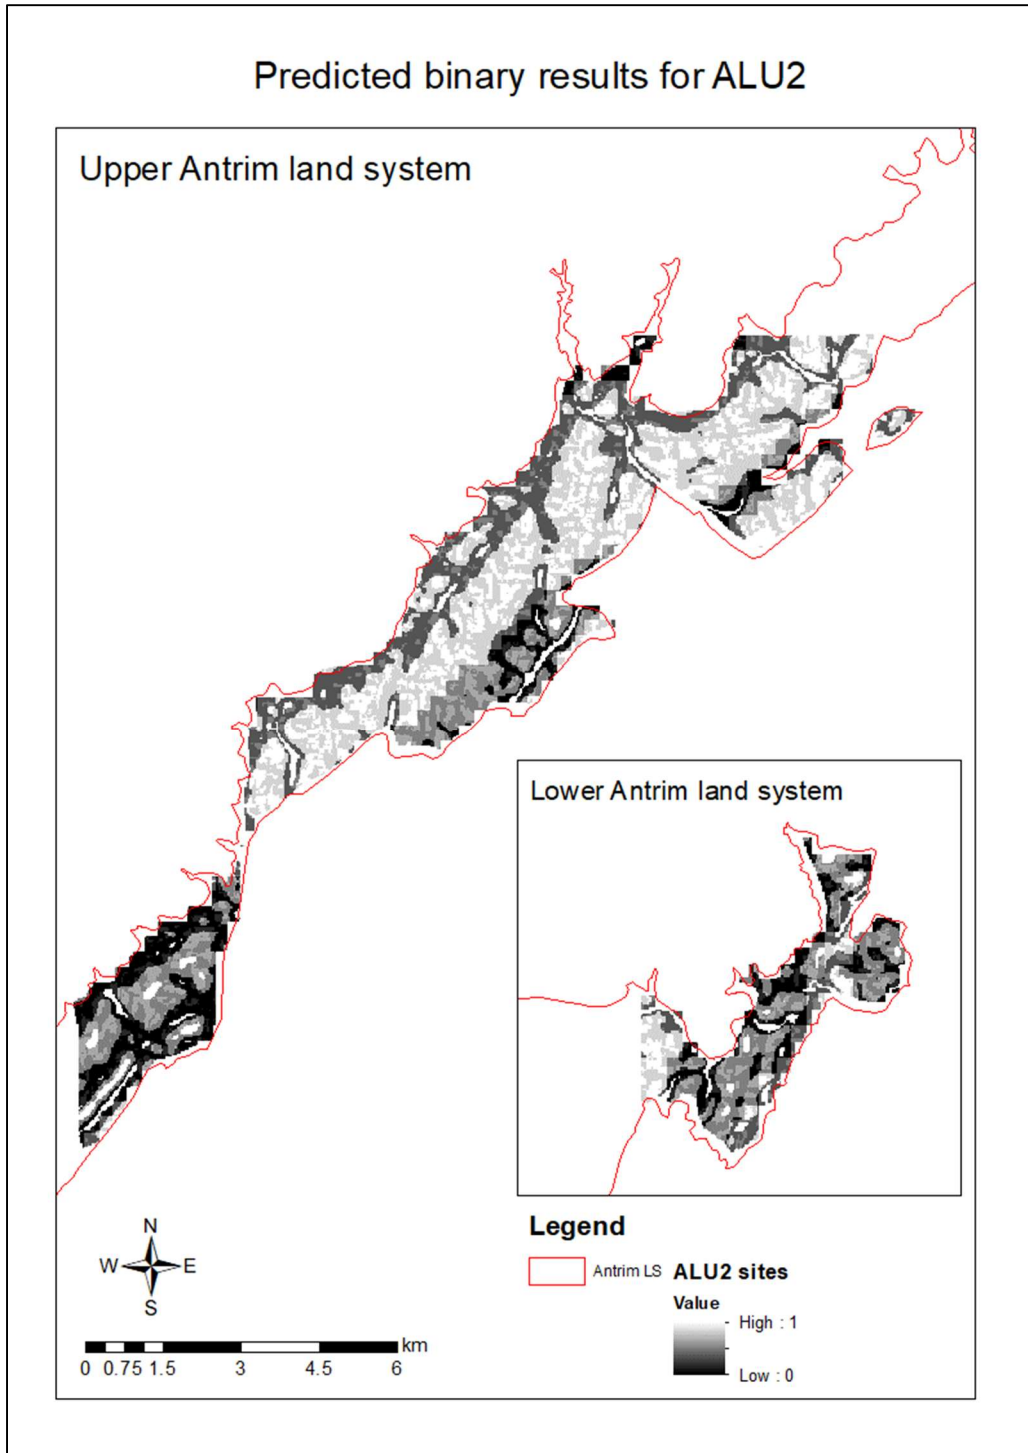 Predicted binary results for ALU2
Upper Antrim land system
Lower Antrim land system
N
W E
S
km
0 0.75 1.5 3 4.5 6
Legend
Antrim LS
ALU2 sites
Value
High : 1
Low : 0